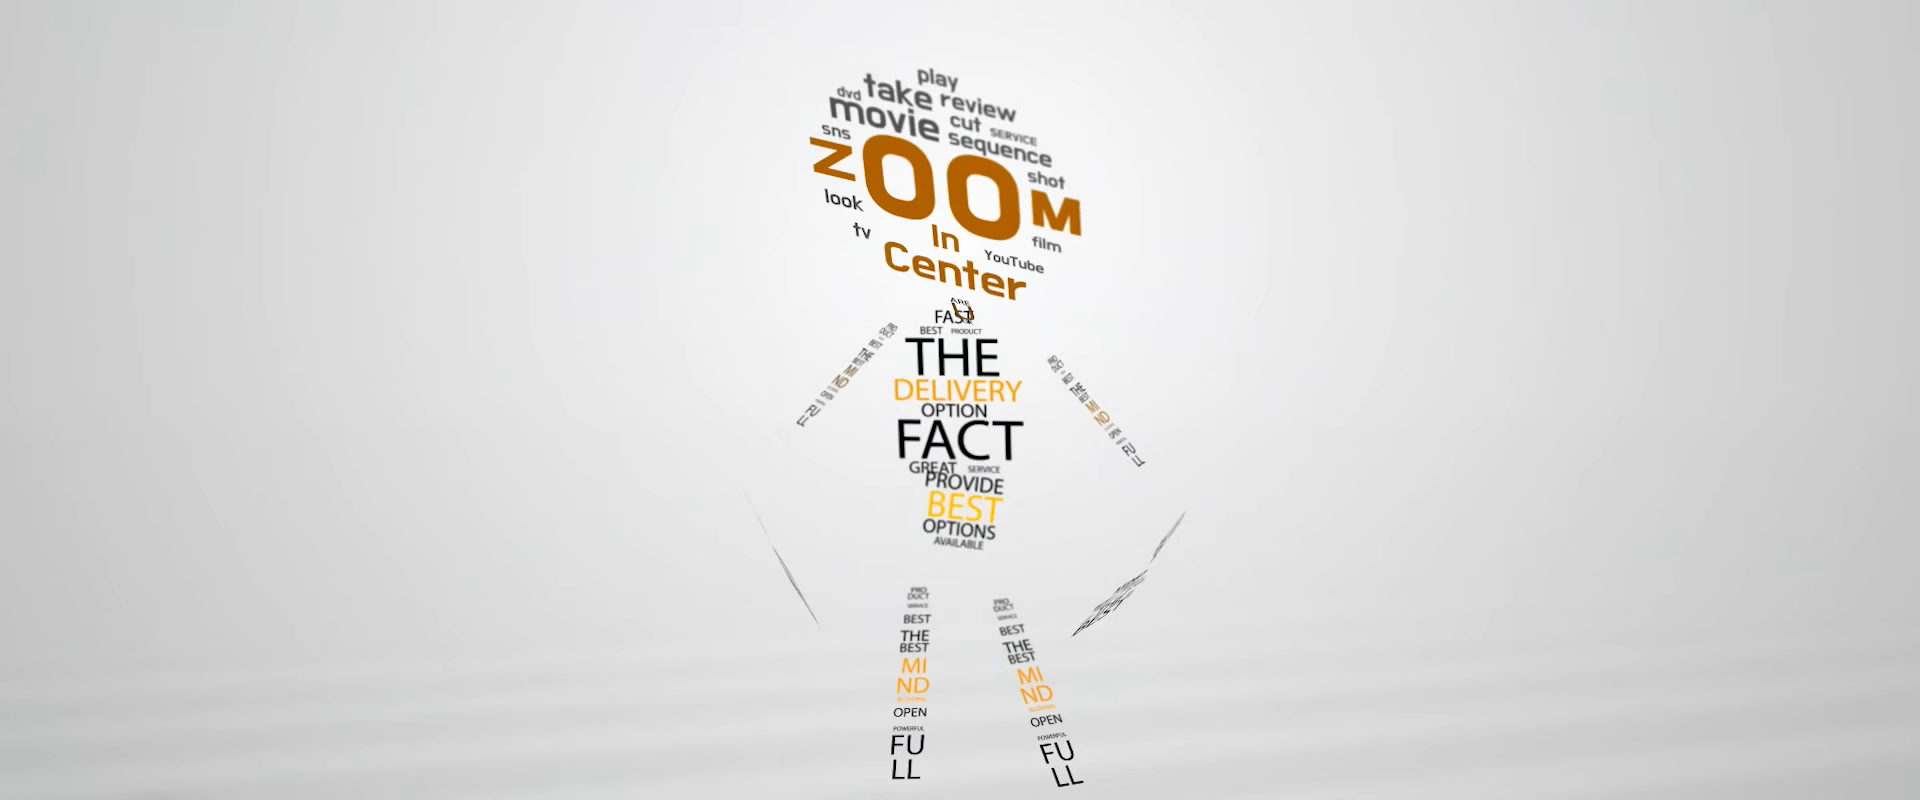 play
dvd take review
movie cut SERVICE
sns sequence
ZOOM shot
look
tv In film
Center YouTube
ARE
U
FAST
BEST PRODUCT
THE
DELIVERY
OPTION
FACT
GREAT SERVICE
PROVIDE
BEST
OPTIONS
AVAILABLE
PRO
DUCT
SERVICE
BEST
THE
BEST
MI
ND
OPEN
POWERFUL
FU
LL
PRO
DUCT
SERVICE
BEST
THE
BEST
MI
ND
OPEN
POWERFUL
FU
LL